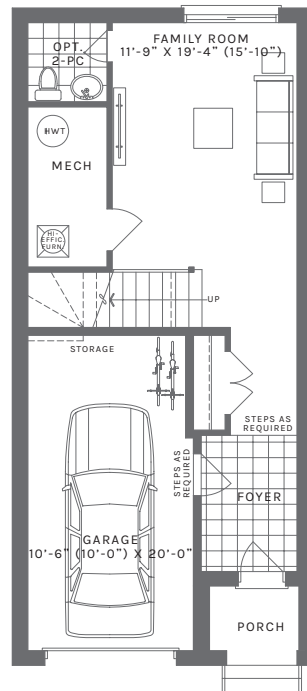 OPT.
2-PC
FAMILY ROOM
11'-9" X 19'-4" (15'-10")
HWT
MECH
HI-
EFFIC.
FURN
UP
STORAGE
STEPS AS
REQUIRED
STEPS AS
REQUIRED
FOYER
GARAGE
10'-6" (10'-0") X 20'-0"
PORCH